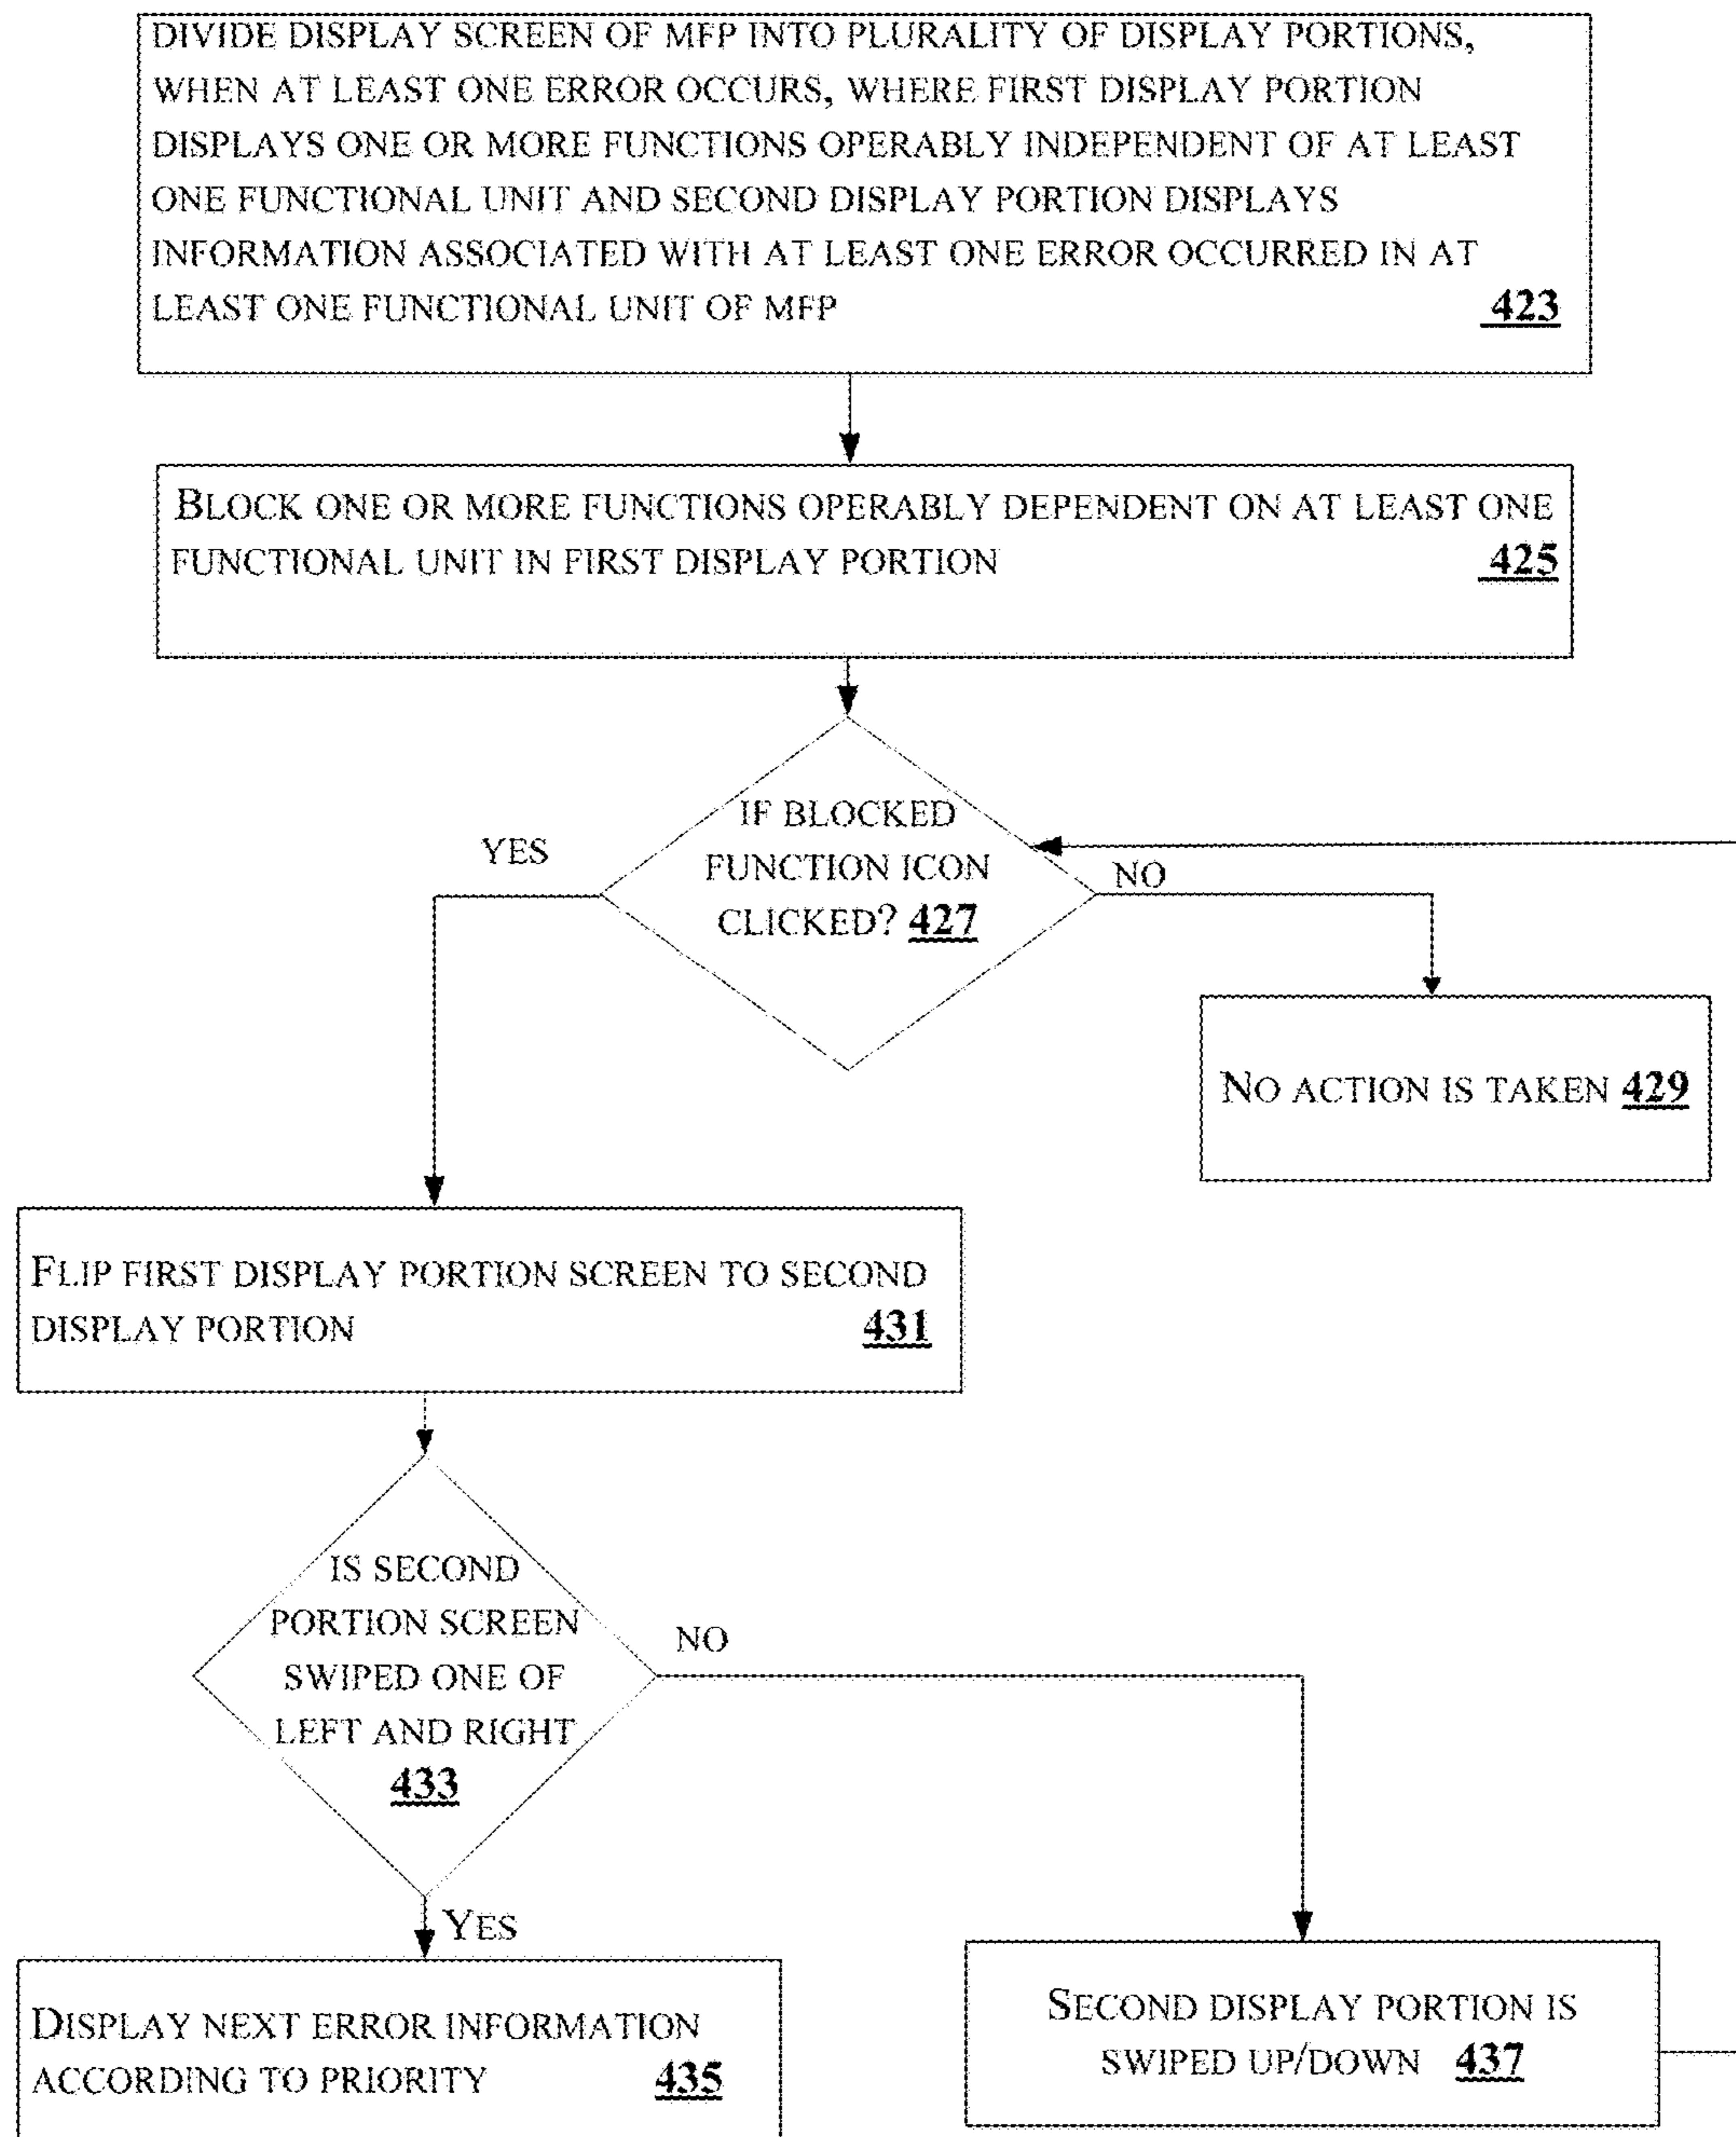 DIVIDE DISPLAY SCREEN OF MFP INTO PLURALITY OF DISPLAY PORTIONS,
WHEN AT LEAST ONE ERROR OCCURS, WHERE FIRST DISPLAY PORTION
DISPLAYS ONE OR MORE FUNCTIONS OPERABLY INDEPENDENT OF AT LEAST
ONE FUNCTIONAL UNIT AND SECOND DISPLAY PORTION DISPLAYS
INFORMATION ASSOCIATED WITH AT LEAST ONE ERROR OCCURRED IN AT
LEAST ONE FUNCTIONAL UNIT OF MFP 423
BLOCK ONE OR MORE FUNCTIONS OPERABLY DEPENDENT ON AT LEAST ONE
FUNCTIONAL UNIT IN FIRST DISPLAY PORTION 425
IF BLOCKED
FUNCTION ICON
CLICKED? 427
YES
NO
NO ACTION IS TAKEN 429
FLIP FIRST DISPLAY PORTION SCREEN TO SECOND
DISPLAY PORTION 431
IS SECOND
PORTION SCREEN
SWIPED ONE OF
LEFT AND RIGHT
433
NO
YES
DISPLAY NEXT ERROR INFORMATION
ACCORDING TO PRIORITY 435
SECOND DISPLAY PORTION IS
SWIPED UP/DOWN 437